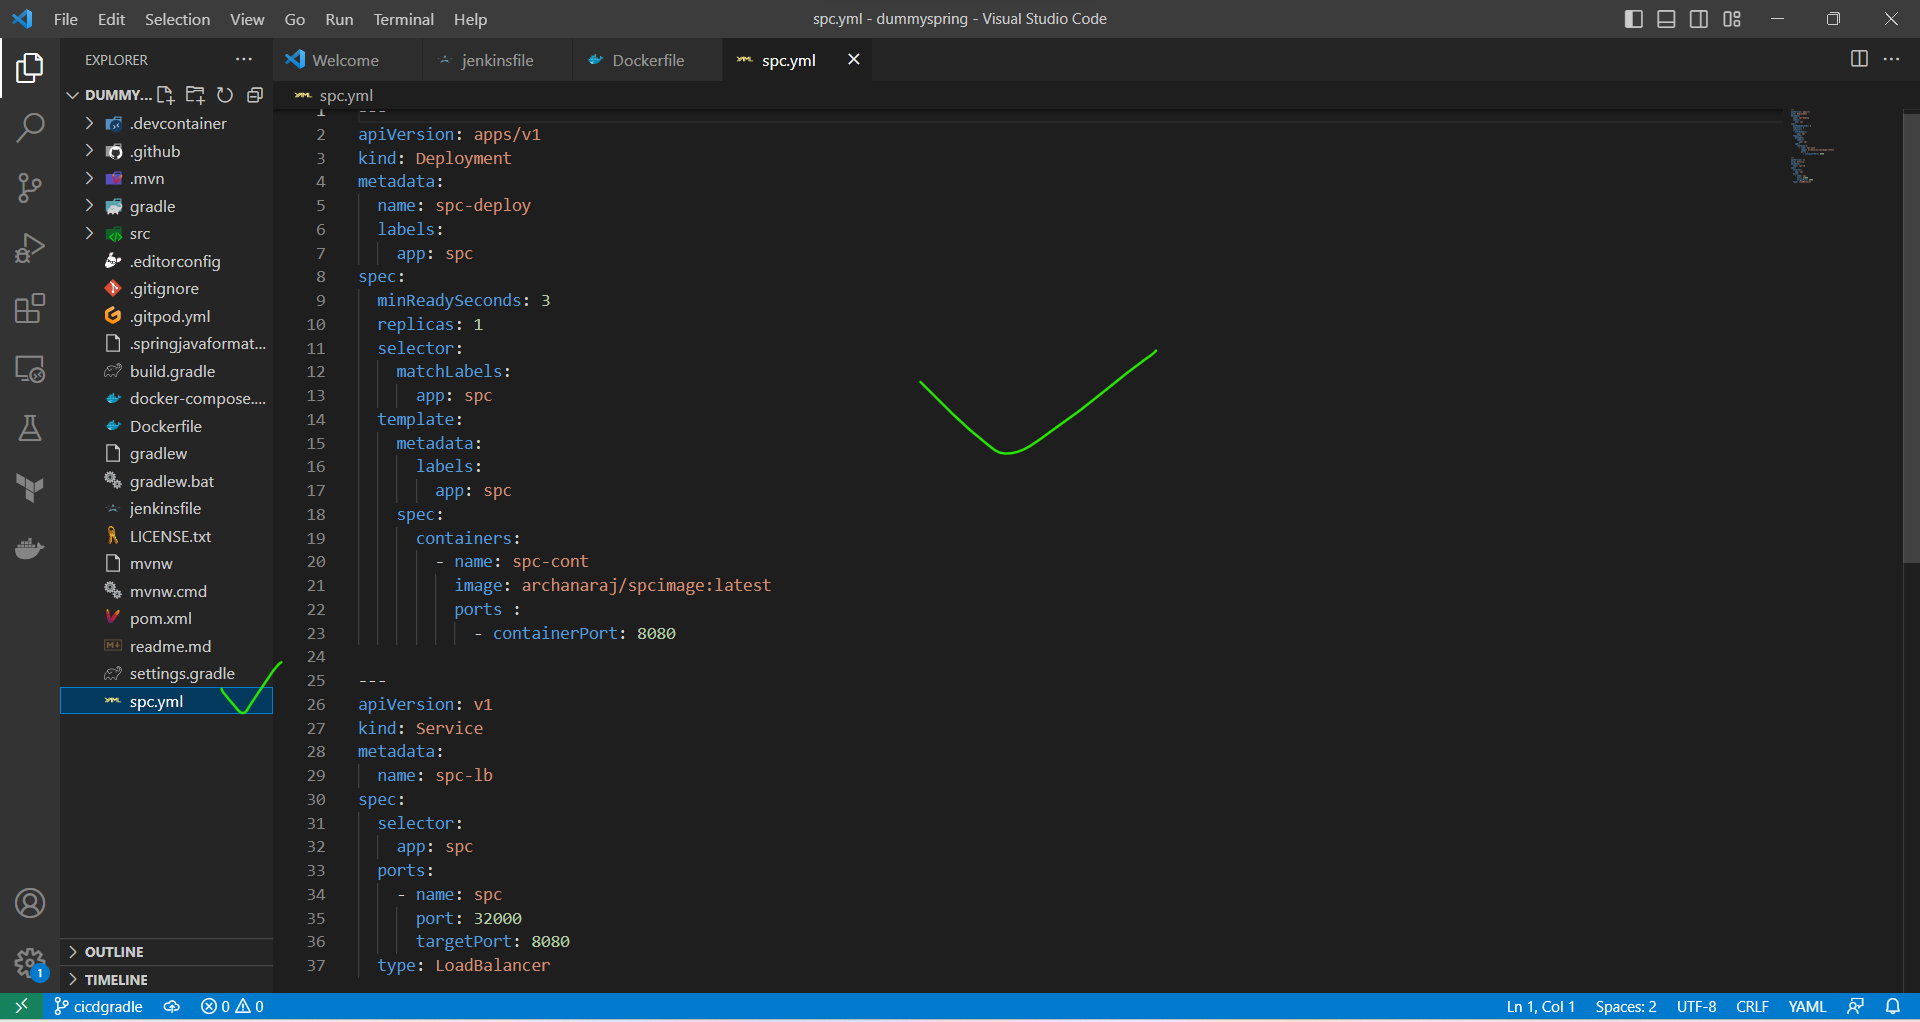 File Edit Selection View Go Run Terminal Help
spc.yml - dummyspring - Visual Studio Code
EXPLORER
Welcome
jenkinsfile
Dockerfile
spc.yml
DUMMY...
.devcontainer
.github
.mvn
gradle
src
.editorconfig
.gitignore
.gitpod.yml
.springjavaformat...
build.gradle
docker-compose....
Dockerfile
gradlew
gradlew.bat
jenkinsfile
LICENSE.txt
mvnw
mvnw.cmd
pom.xml
readme.md
settings.gradle
spc.yml
OUTLINE
TIMELINE
spc.yml
1 ---
2 apiVersion: apps/v1
3 kind: Deployment
4 metadata:
5 name: spc-deploy
6 labels:
7 app: spc
8 spec:
9 minReadySeconds: 3
10 replicas: 1
11 selector:
12 matchLabels:
13 app: spc
14 template:
15 metadata:
16 labels:
17 app: spc
18 spec:
19 containers:
20 - name: spc-cont
21 image: archanaraj/spcimage:latest
22 ports :
23 - containerPort: 8080
24
25 ---
26 apiVersion: v1
27 kind: Service
28 metadata:
29 name: spc-lb
30 spec:
31 selector:
32 app: spc
33 ports:
34 - name: spc
35 port: 32000
36 targetPort: 8080
37 type: LoadBalancer
1
cicdgradle 0 0 Ln 1, Col 1 Spaces: 2 UTF-8 CRLF YAML